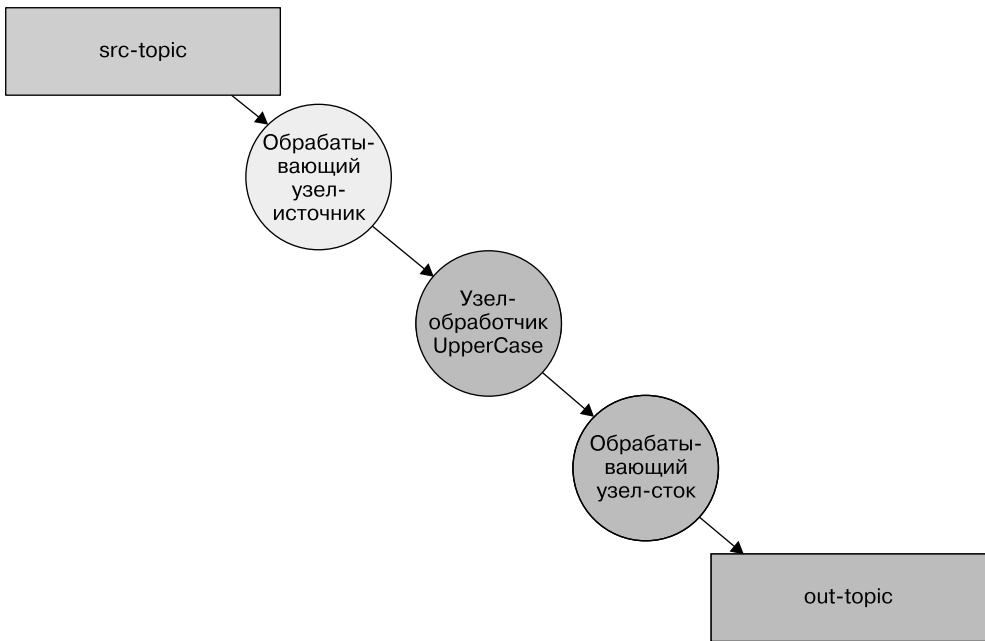 src-topic
Обрабаты-
вающий
узел-
источник
Узел-
обработчик
UpperCase
Обрабаты-
вающий
узел-сток
out-topic